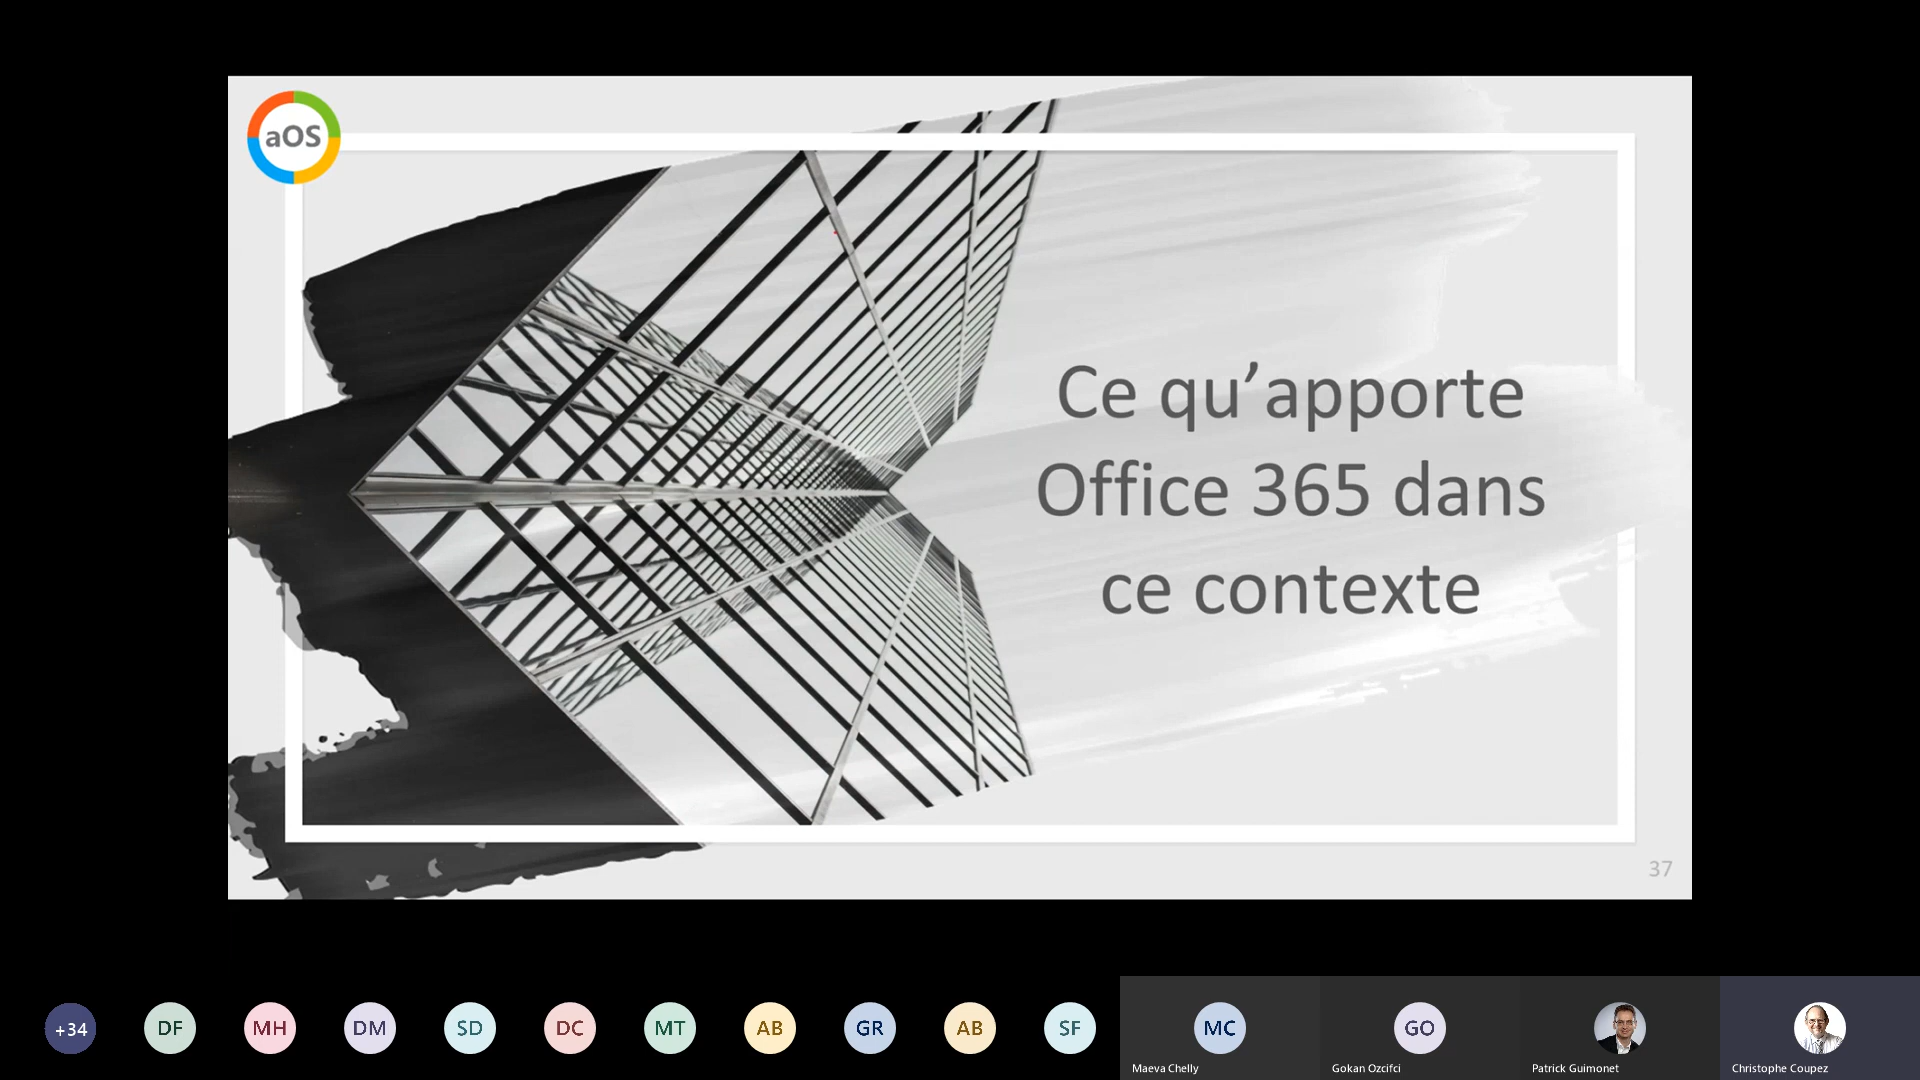 aOS
Ce qu’apporte
Office 365 dans
ce contexte
37
+34
DF
MH
DM
SD
DC
MT
AB
GR
AB
SF
MC
GO
Maeva Chelly
Gokan Ozcifci
Patrick Guimonet
Christophe Coupez